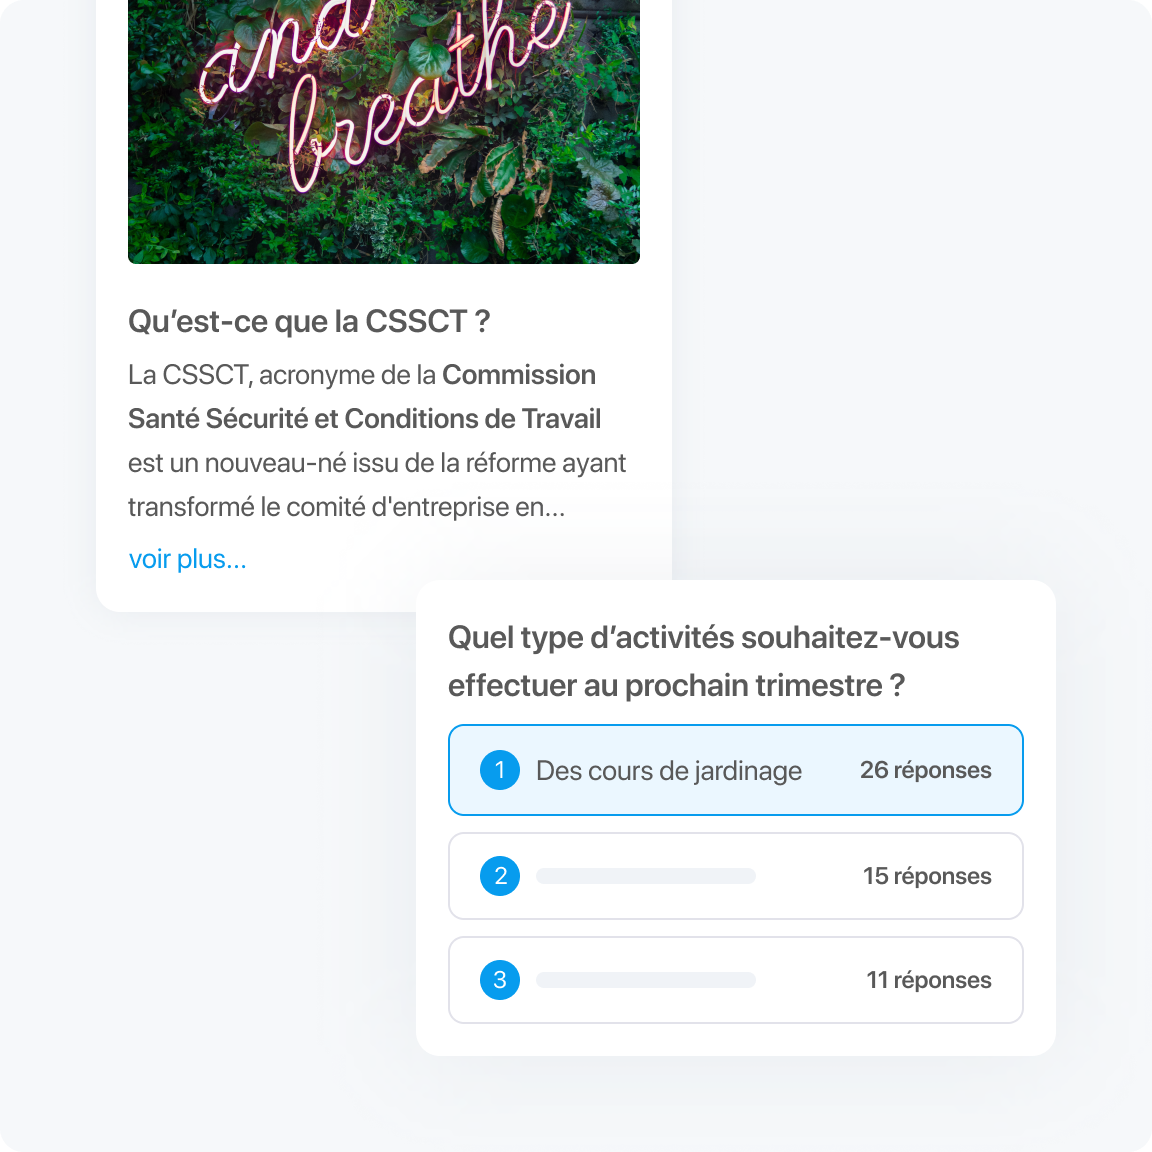 and
breathe
Qu’est-ce que la CSSCT ?
La CSSCT, acronyme de la Commission
Santé Sécurité et Conditions de Travail
est un nouveau-né issu de la réforme ayant
transformé le comité d'entreprise en...
voir plus...
Quel type d’activités souhaitez-vous
effectuer au prochain trimestre ?
1 Des cours de jardinage 26 réponses
2 15 réponses
3 11 réponses